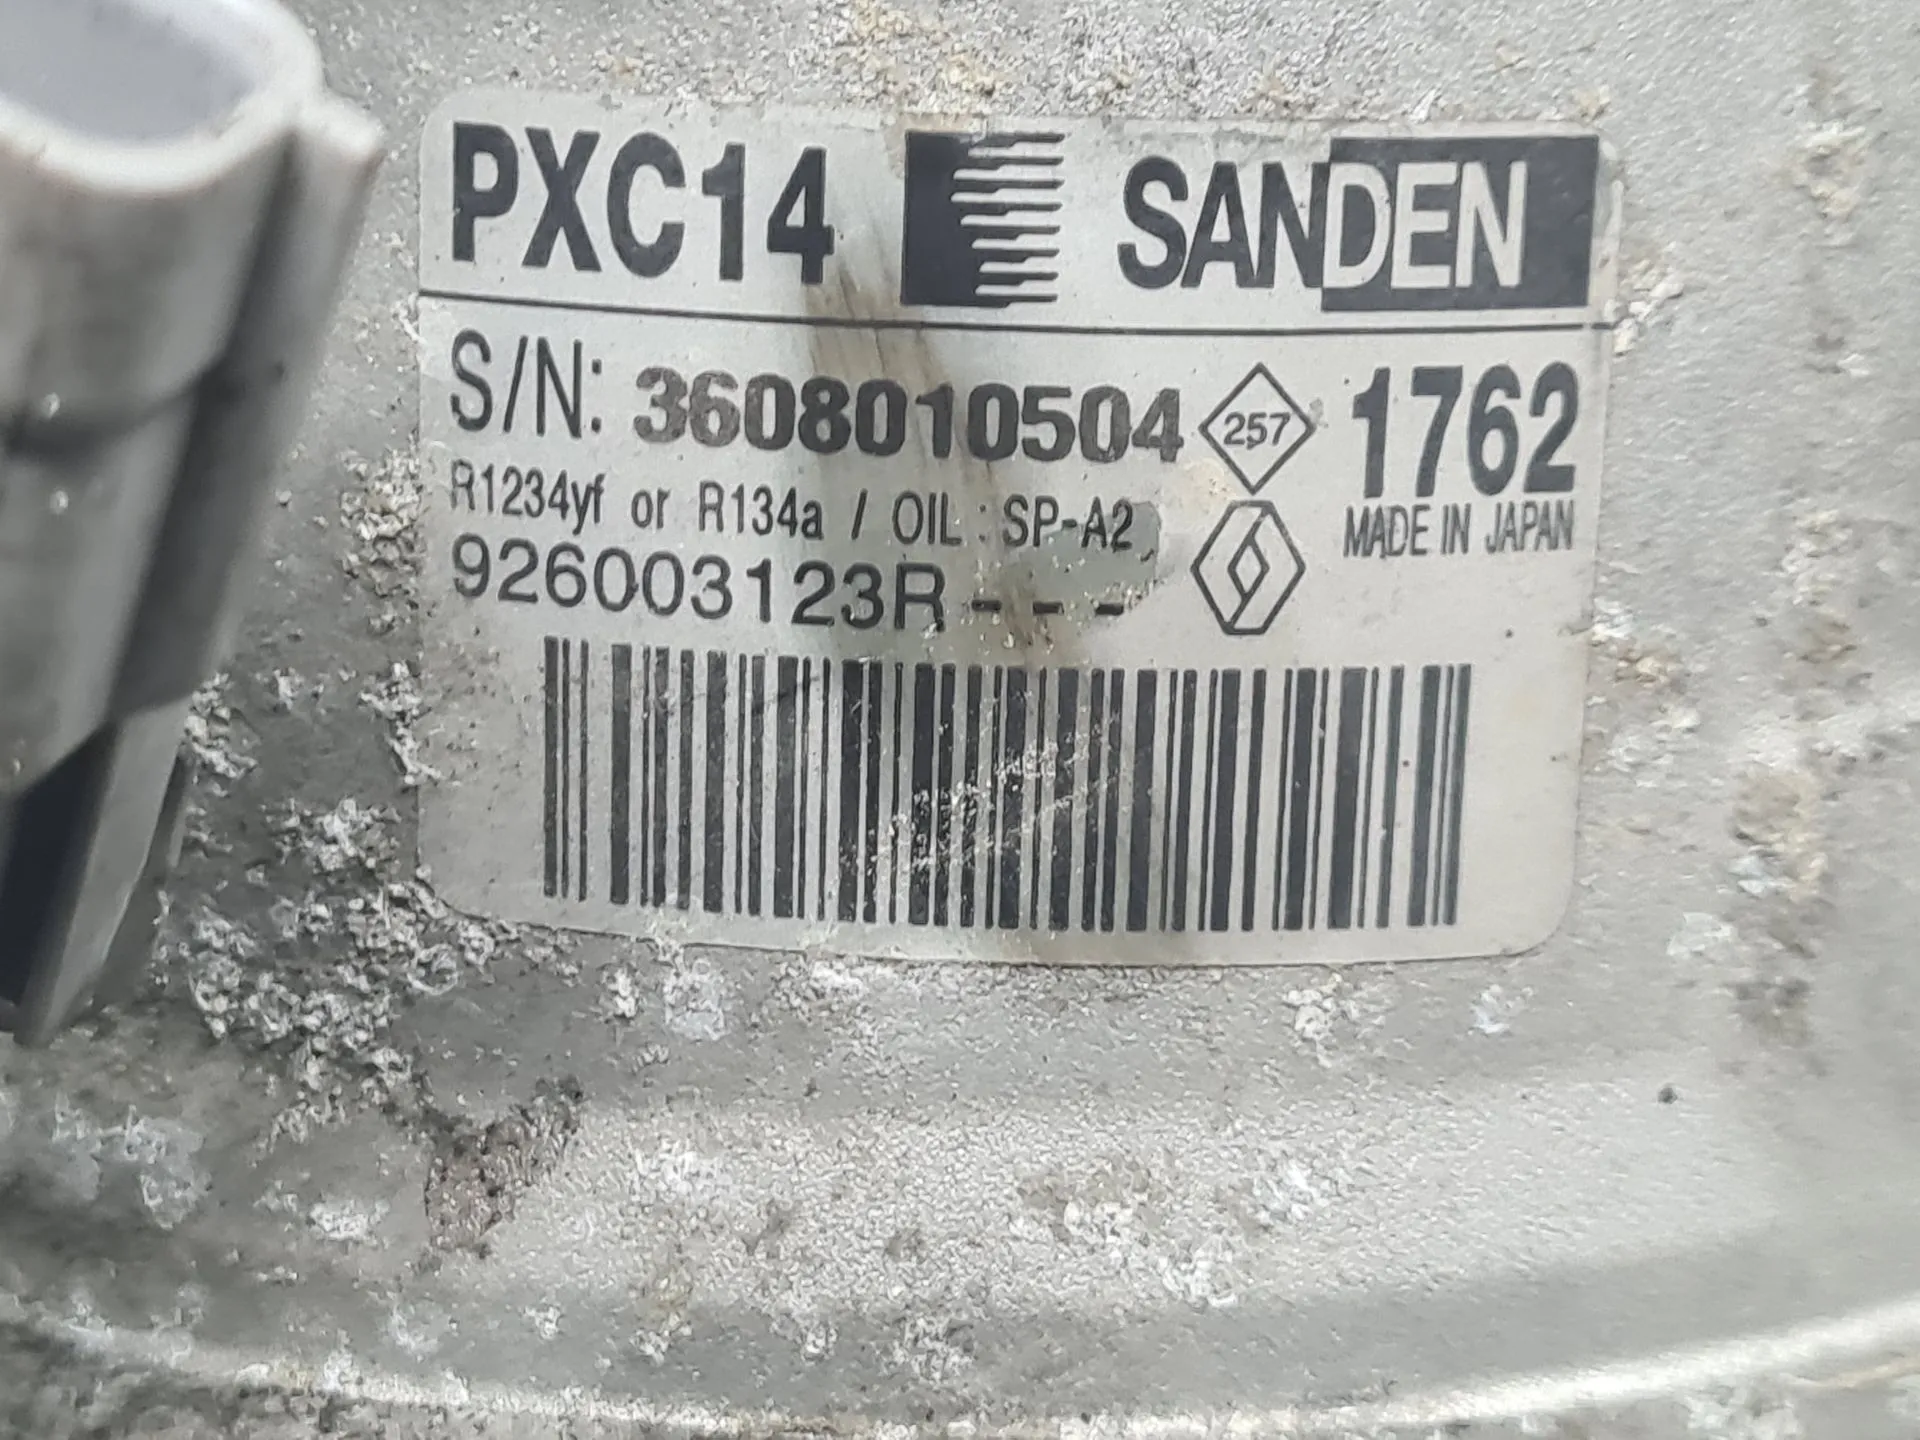 PXC14 SANDEN
S/N: 3608010504 257 1762
R1234yf or R134a / OIL : SP-A2 MADE IN JAPAN
926003123R - - -